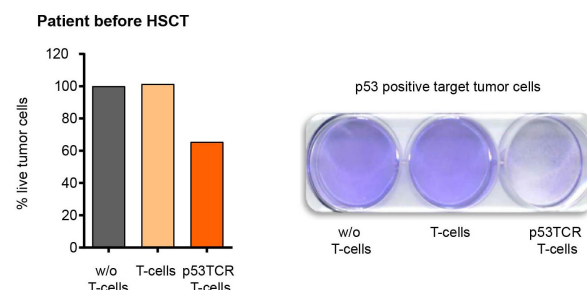 Patient before HSCT
120
100
80
60
40
20
0
% live tumor cells
w/o
T-cells
T-cells
p53TCR
T-cells
p53 positive target tumor cells
w/o
T-cells
T-cells
p53TCR
T-cells